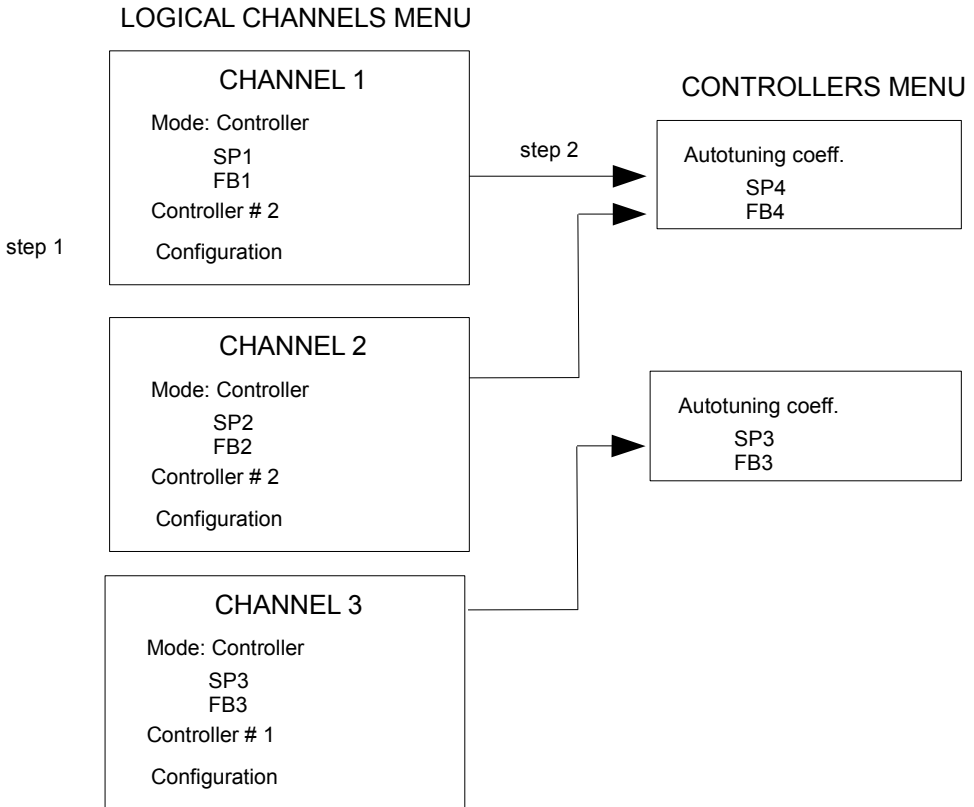 LOGICAL CHANNELS MENU
CHANNEL 1
Mode: Controller
SP1
FB1
Controller # 2
Configuration
step 1
step 2
CONTROLLERS MENU
Autotuning coeff.
SP4
FB4
CHANNEL 2
Mode: Controller
SP2
FB2
Controller # 2
Configuration
Autotuning coeff.
SP3
FB3
CHANNEL 3
Mode: Controller
SP3
FB3
Controller # 1
Configuration